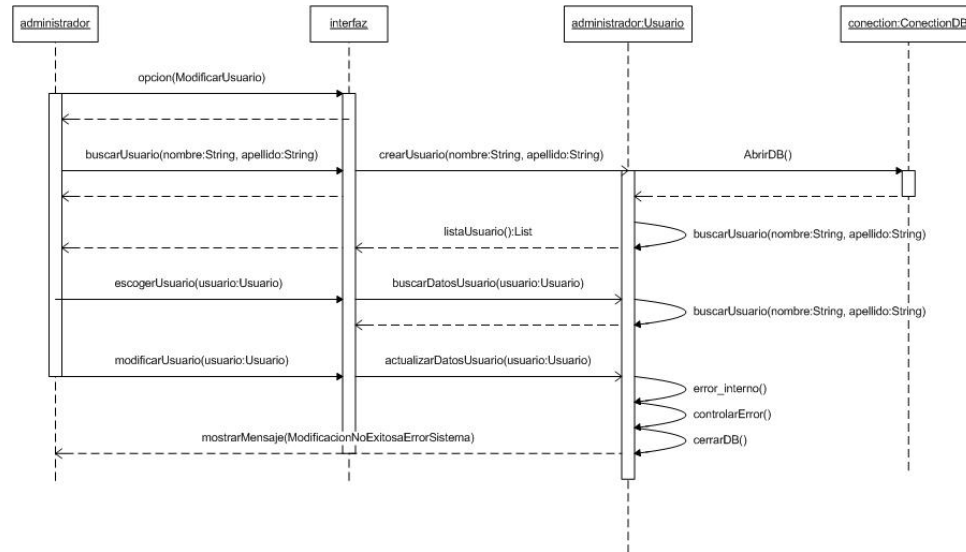 administrador
interfaz
administrador:Usuario
conection:ConectionDB
opcion(ModificarUsuario)
buscarUsuario(nombre:String, apellido:String)
crearUsuario(nombre:String, apellido:String)
AbrirDB()
listaUsuario():List
buscarUsuario(nombre:String, apellido:String)
escogerUsuario(usuario:Usuario)
buscarDatosUsuario(usuario:Usuario)
buscarUsuario(nombre:String, apellido:String)
modificarUsuario(usuario:Usuario)
actualizarDatosUsuario(usuario:Usuario)
error_interno()
controlarError()
mostrarMensaje(ModificacionNoExitosaErrorSistema)
cerrarDB()